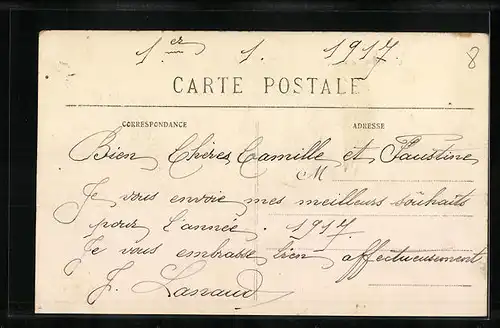 1er 1. 1917.
8
CARTE POSTALE
CORRESPONDANCE ADRESSE
Bien Chères Camille et Faustine
M
Je vous envoie mes meilleurs souhaits
pour l'année. 1917.
Je vous embrasse bien affectueusement
J. Lanaud